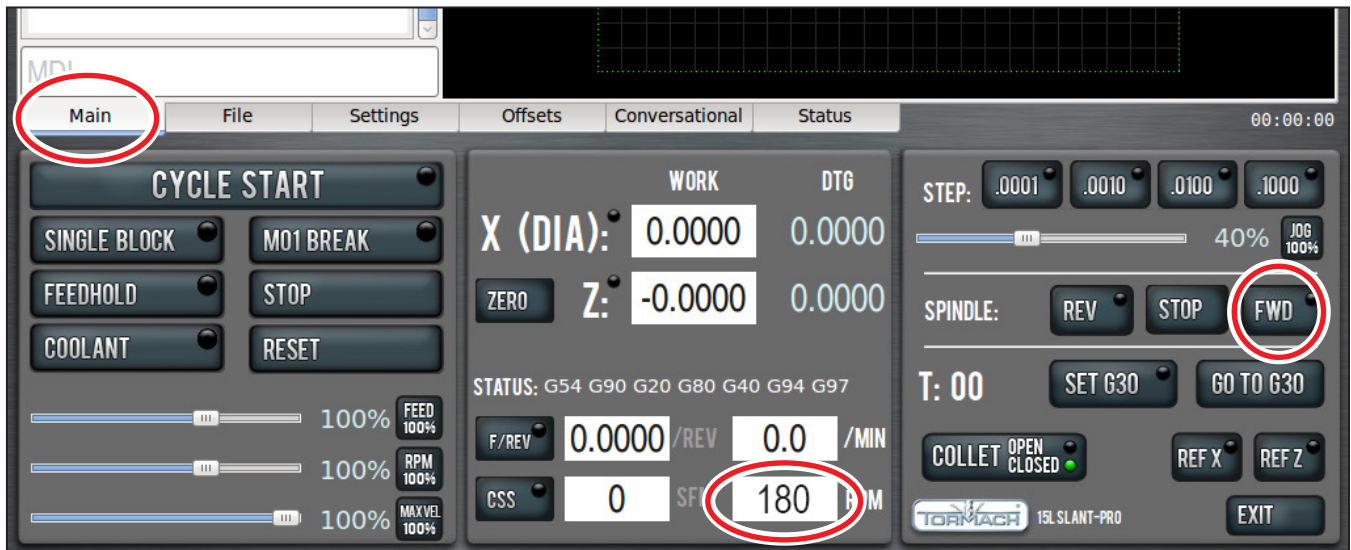 MDI
Main File Settings Offsets Conversational Status 00:00:00
CYCLE START
SINGLE BLOCK M01 BREAK
FEEDHOLD STOP
COOLANT RESET
100% FEED 100%
100% RPM 100%
100% MAXVEL 100%
WORK DTG
X (DIA): 0.0000 0.0000
ZERO Z: -0.0000 0.0000
STATUS: G54 G90 G20 G80 G40 G94 G97
F/REV 0.0000 /REV 0.0 /MIN
CSS 0 SFM 180 RPM
STEP: .0001 .0010 .0100 .1000
40% JOG 100%
SPINDLE: REV STOP FWD
T: 00 SET G30 GO TO G30
COLLET OPEN CLOSED REF X REF Z
TORMACH 15L SLANT-PRO EXIT